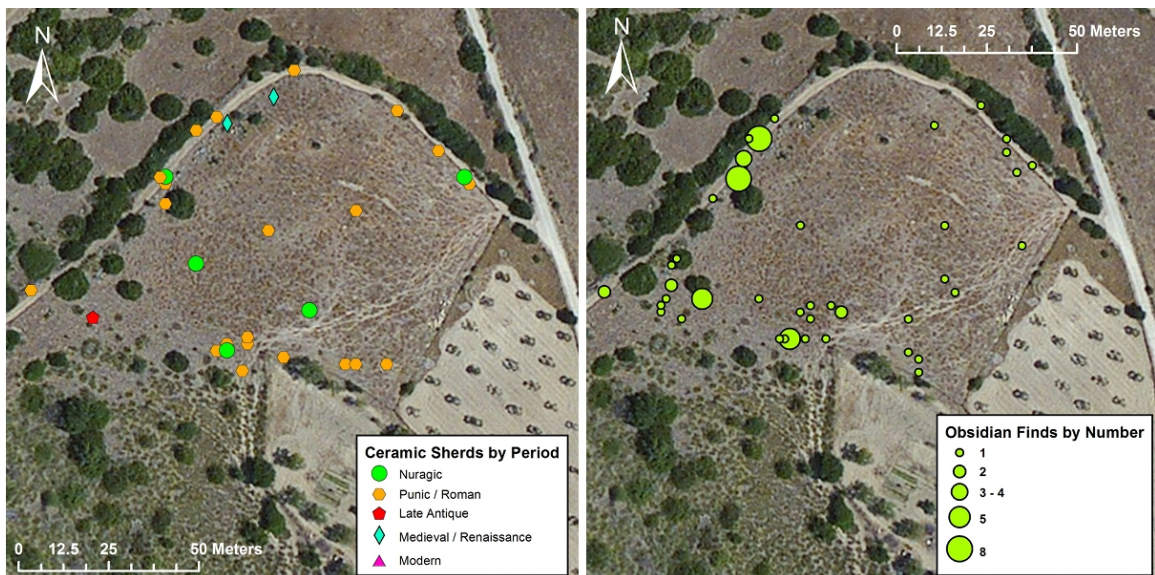 N
Ceramic Sherds by Period
Nuragic
Punic / Roman
Late Antique
Medieval / Renaissance
Modern
0 12.5 25 50 Meters
N
0 12.5 25 50 Meters
Obsidian Finds by Number
1
2
3 - 4
5
8